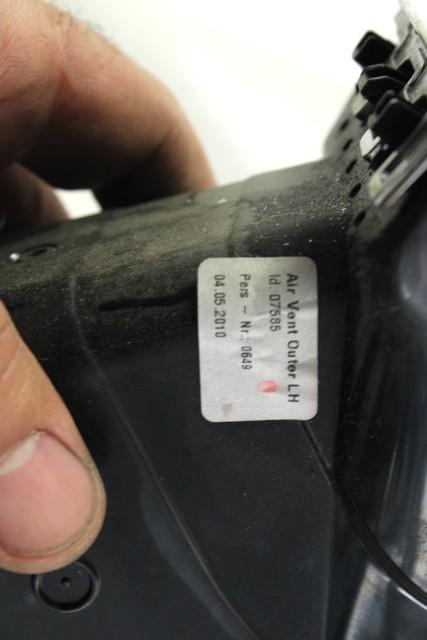 Air Vent Outer LH
Id. 07585
Pers - Nr.: 0649
04.05.2010